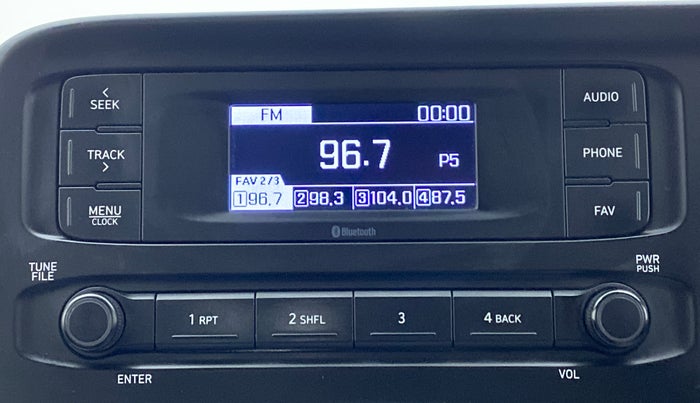 SEEK
TRACK
MENU
CLOCK
FM 00:00
96.7 P5
FAV 2/3
1 96.7 2 98.3 3 104.0 4 87.5
Bluetooth
AUDIO
PHONE
FAV
TUNE
FILE
PWR
PUSH
1 RPT
2 SHFL
3
4 BACK
ENTER
VOL